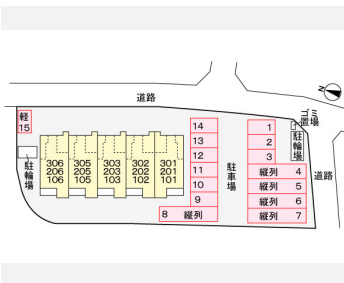 道路
N
軽
15
駐輪場
306
206
106
305
205
105
303
203
103
302
202
102
301
201
101
14
13
12
11
10
9
8 縦列
駐車場
1
2
3
縦列 4
縦列 5
縦列 6
縦列 7
ゴミ置場
駐輪場
道路